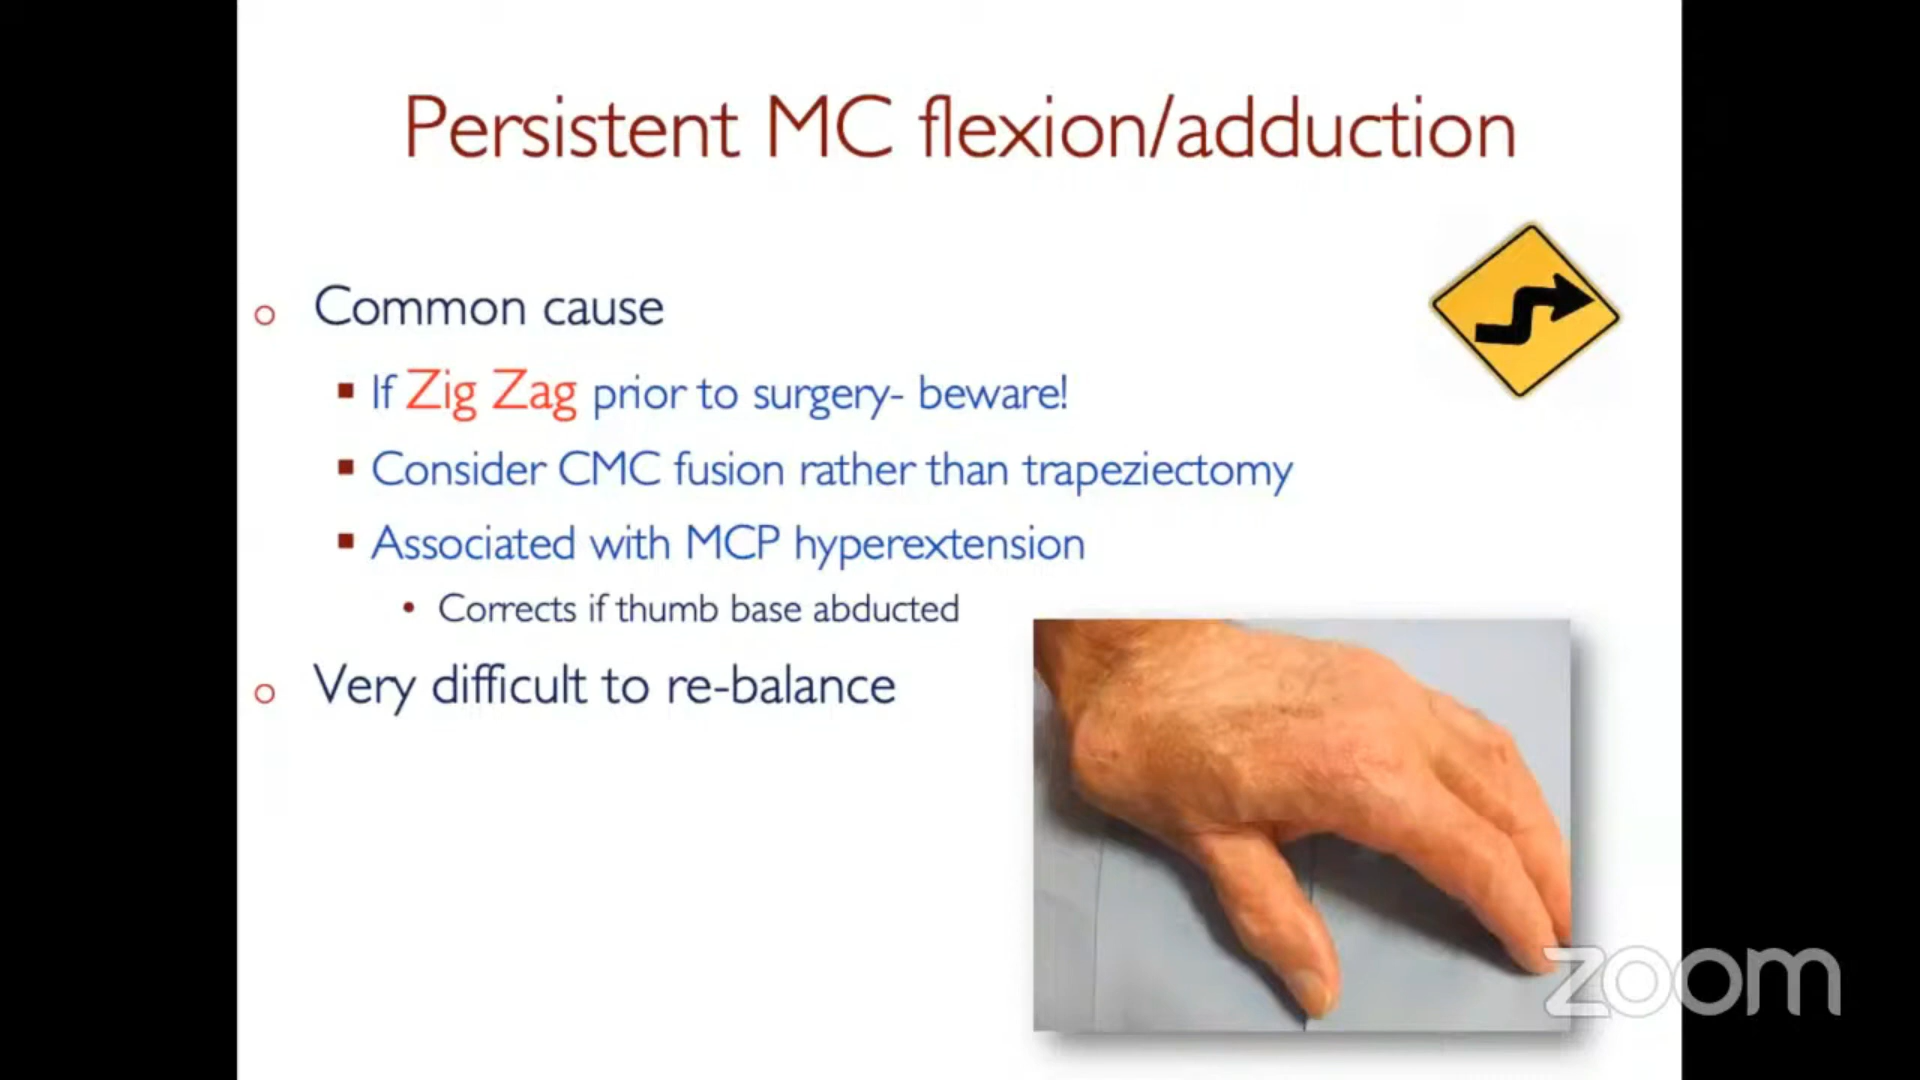 Persistent MC flexion/adduction
Common cause
If Zig Zag prior to surgery- beware!
Consider CMC fusion rather than trapeziectomy
Associated with MCP hyperextension
Corrects if thumb base abducted
Very difficult to re-balance
zoom